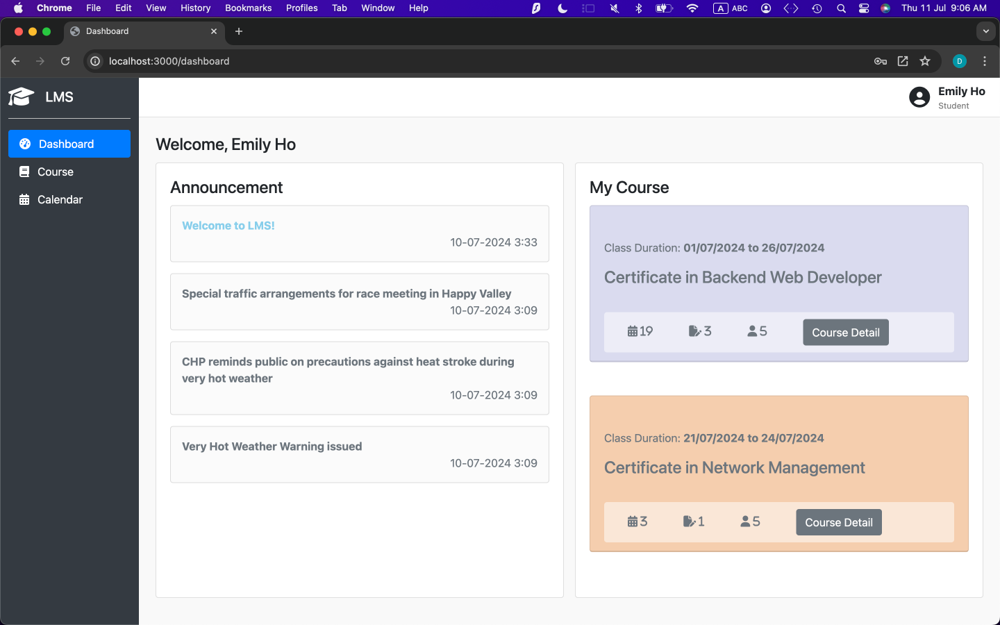 Chrome File Edit View History Bookmarks Profiles Tab Window Help A ABC Thu 11 Jul 9:06 AM
Dashboard
localhost:3000/dashboard
D
LMS
Emily Ho
Student
Dashboard
Course
Calendar
Welcome, Emily Ho
Announcement
Welcome to LMS!
10-07-2024 3:33
Special traffic arrangements for race meeting in Happy Valley
10-07-2024 3:09
CHP reminds public on precautions against heat stroke during
very hot weather
10-07-2024 3:09
Very Hot Weather Warning issued
10-07-2024 3:09
My Course
Class Duration: 01/07/2024 to 26/07/2024
Certificate in Backend Web Developer
19 3 5 Course Detail
Class Duration: 21/07/2024 to 24/07/2024
Certificate in Network Management
3 1 5 Course Detail